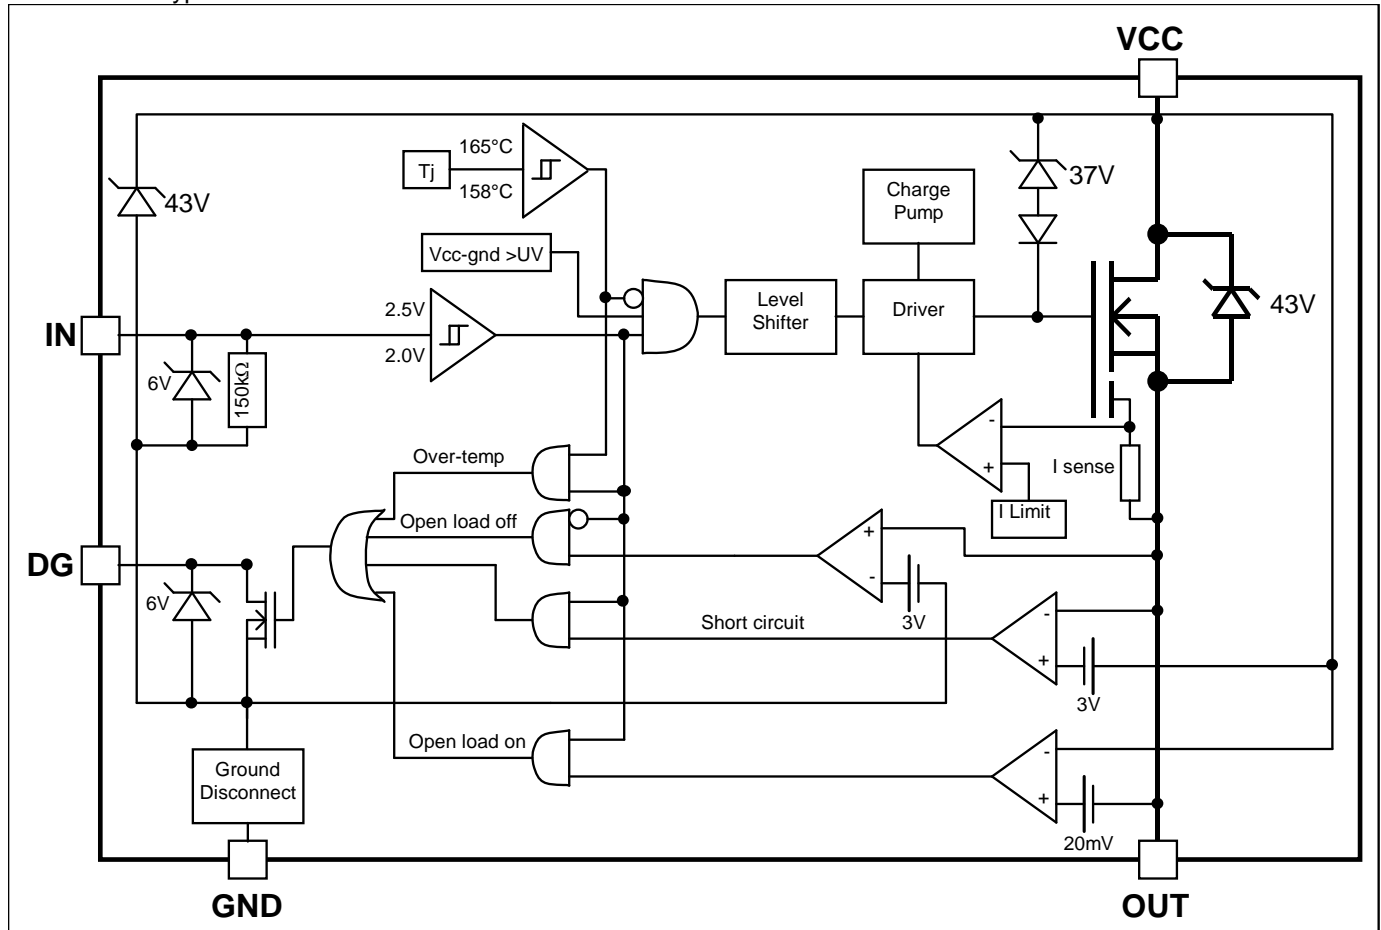 yp
VCC
165°C
Tj
158°C
43V
37V
Charge
Pump
Vcc-gnd >UV
2.5V
Level
Shifter
Driver
43V
IN
2.0V
6V
150kΩ
-
Over-temp
+
I sense
I Limit
Open load off
+
DG
-
6V
3V
Short circuit
-
+
3V
Open load on
-
Ground
Disconnect
+
20mV
GND
OUT